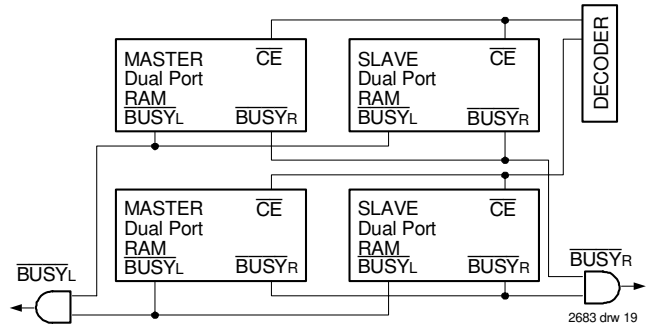 MASTER
Dual Port
RAM
BUSYL
CE
BUSYR
SLAVE
Dual Port
RAM
BUSYL
CE
BUSYR
DECODER
MASTER
Dual Port
RAM
BUSYL
CE
BUSYR
SLAVE
Dual Port
RAM
BUSYL
CE
BUSYR
BUSYL
BUSYR
2683 drw 19